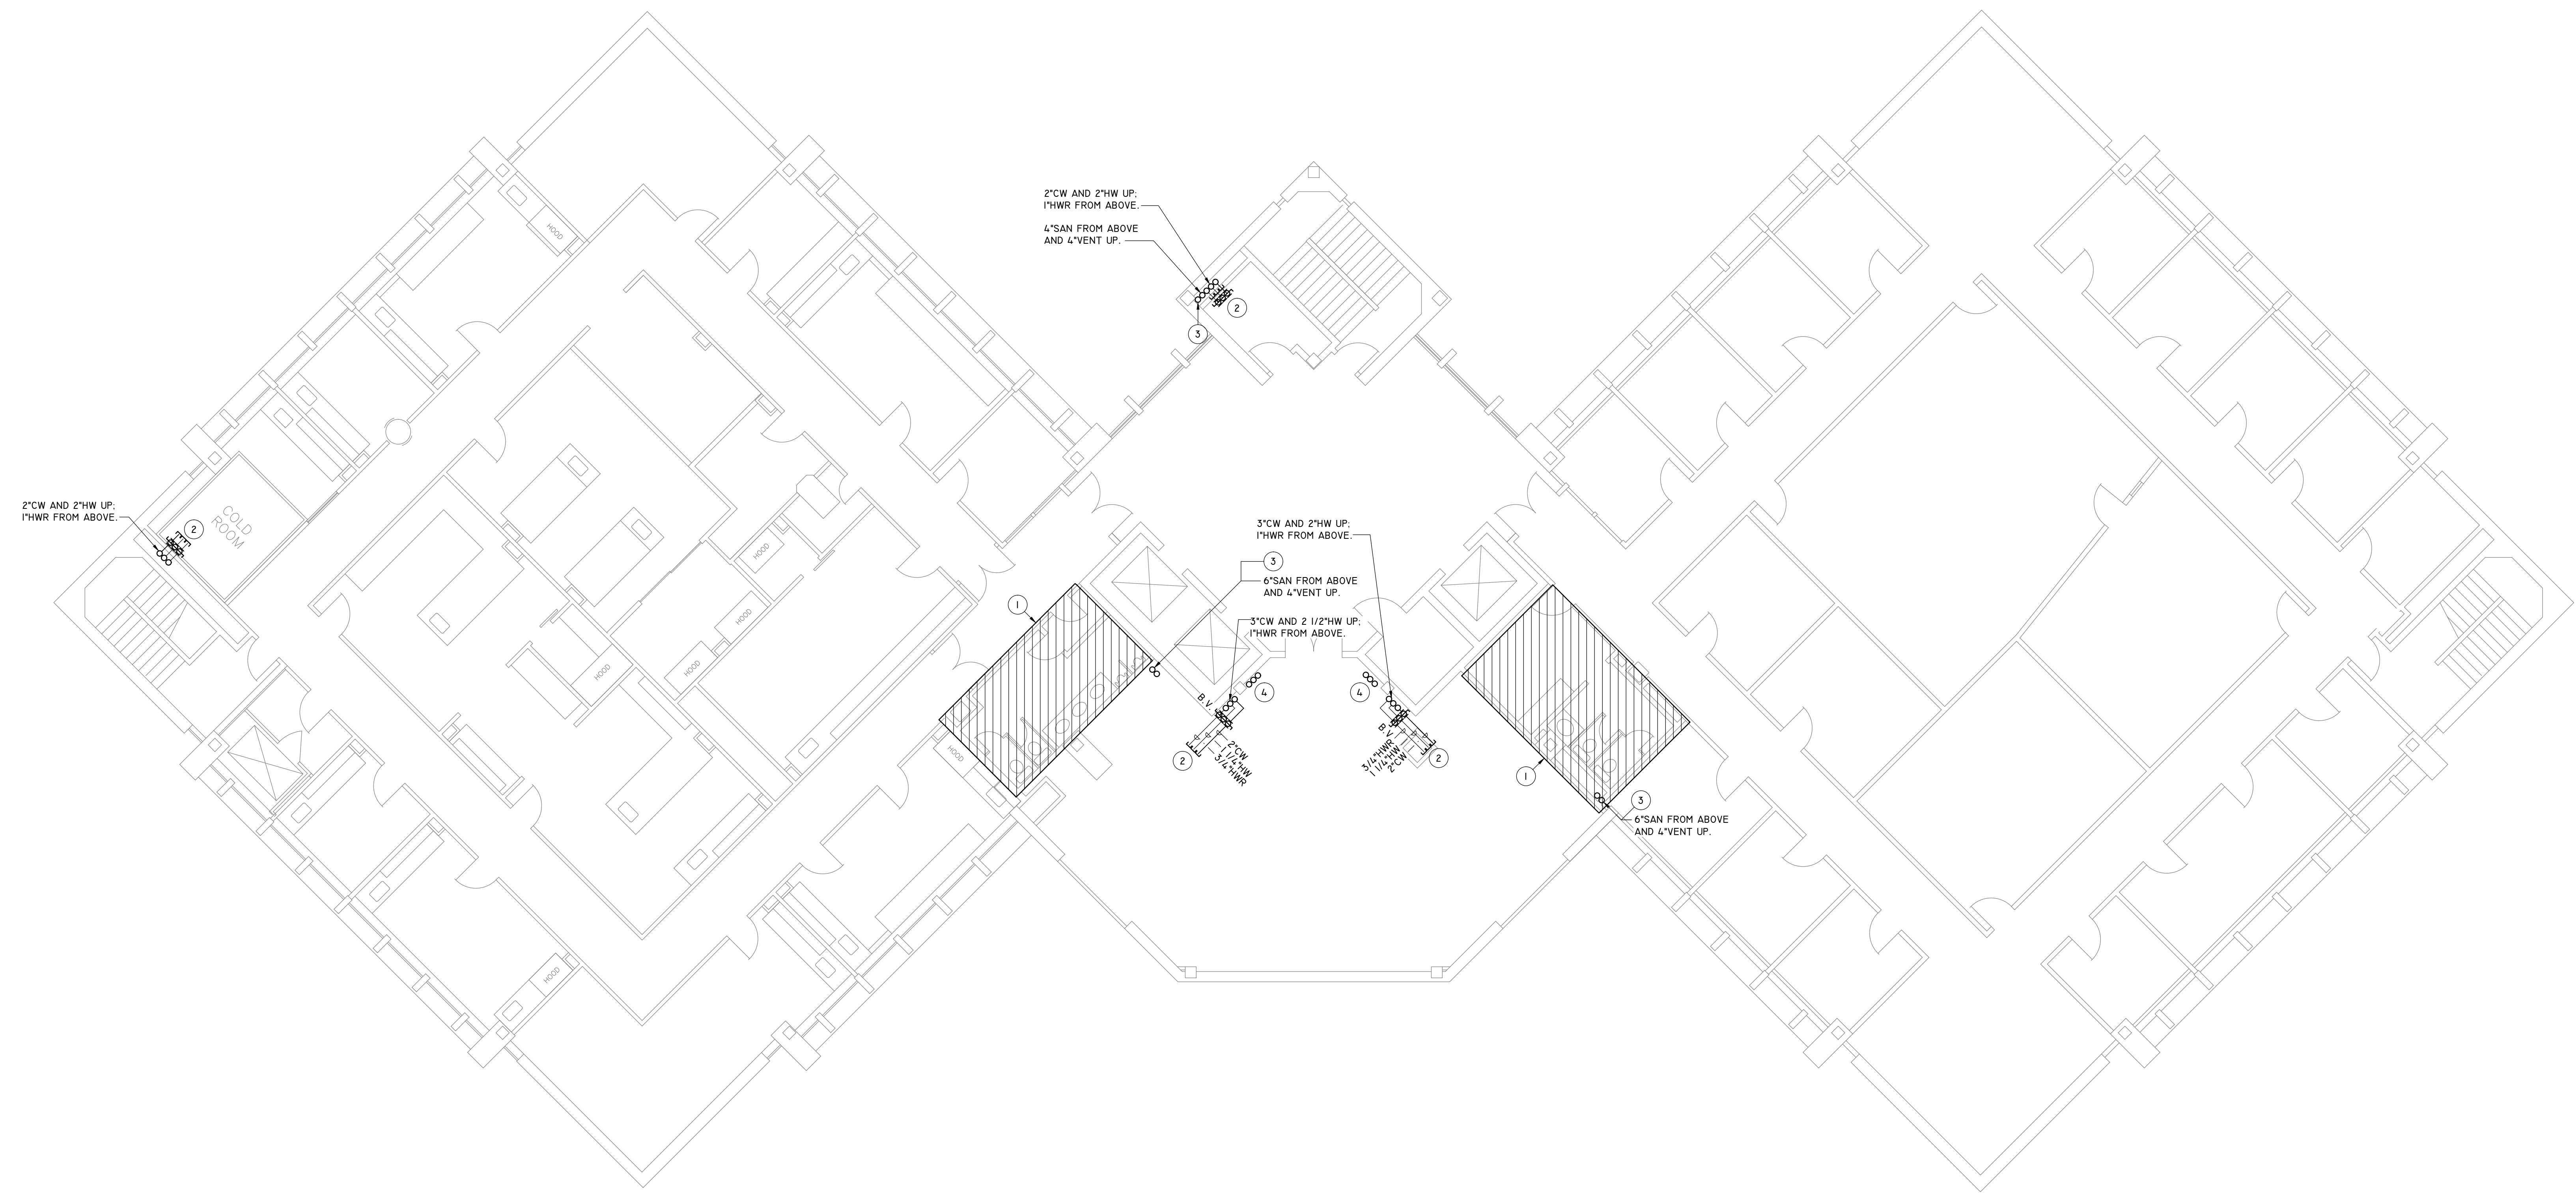 HOOD
2"CW AND 2"HW UP;
1"HWR FROM ABOVE.
4"SAN FROM ABOVE
AND 4"VENT UP.
2
3
2"CW AND 2"HW UP;
1"HWR FROM ABOVE.
2
COLD
ROOM
3"CW AND 2"HW UP;
1"HWR FROM ABOVE.
HOOD
3
6"SAN FROM ABOVE
AND 4"VENT UP.
1
HOOD
3"CW AND 2 1/2"HW UP;
1"HWR FROM ABOVE.
HOOD
HOOD
4
4
B.V.
B.V.
2"CW
1 1/4"HW
3/4"HWR
2
3/4"HWR
1 1/4"HW
2"CW
2
HOOD
1
3
6"SAN FROM ABOVE
AND 4"VENT UP.
HOOD